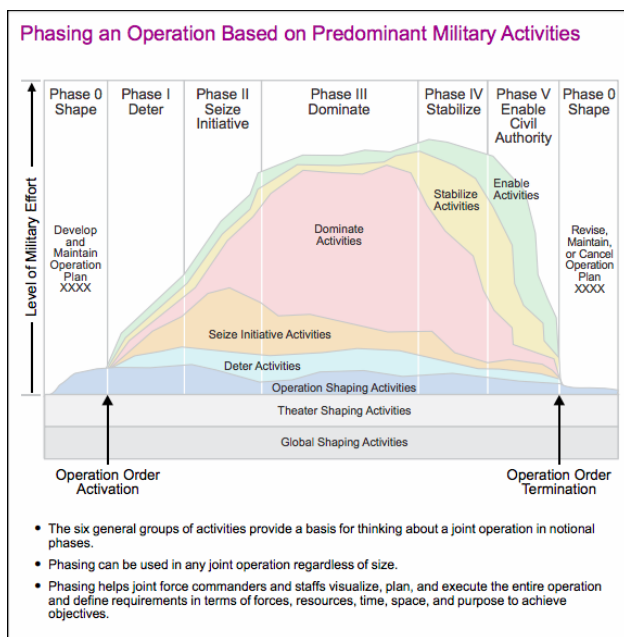 Phasing an Operation Based on Predominant Military Activities
Level of Military Effort
Phase 0
Shape
Phase I
Deter
Phase II
Seize
Initiative
Phase III
Dominate
Phase IV
Stabilize
Phase V
Enable
Civil
Authority
Phase 0
Shape
Develop
and
Maintain
Operation
Plan
XXXX
Dominate
Activities
Stabilize
Activities
Enable
Activities
Revise,
Maintain,
or Cancel
Operation
Plan
XXXX
Seize Initiative Activities
Deter Activities
Operation Shaping Activities
Theater Shaping Activities
Global Shaping Activities
Operation Order
Activation
Operation Order
Termination
• The six general groups of activities provide a basis for thinking about a joint operation in notional
phases.
• Phasing can be used in any joint operation regardless of size.
• Phasing helps joint force commanders and staffs visualize, plan, and execute the entire operation
and define requirements in terms of forces, resources, time, space, and purpose to achieve
objectives.